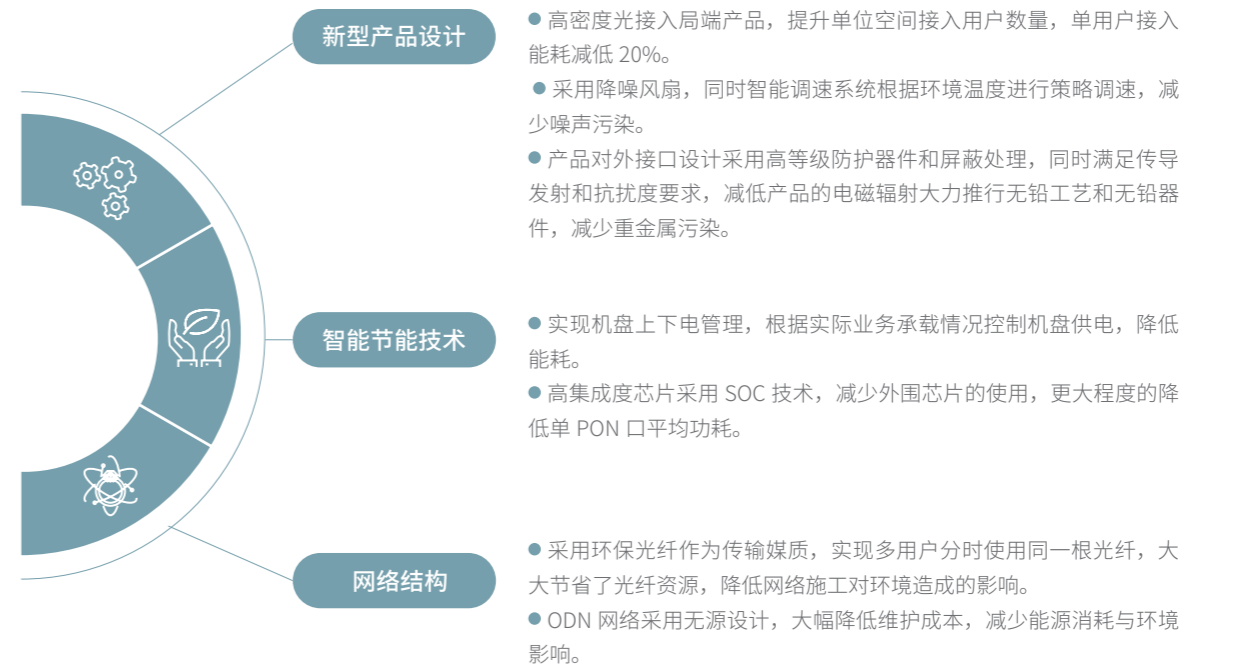 新型产品设计
高密度光接入局端产品，提升单位空间接入用户数量，单用户接入
能耗减低 20%。
采用降噪风扇，同时智能调速系统根据环境温度进行策略调速，减
少噪声污染。
产品对外接口设计采用高等级防护器件和屏蔽处理，同时满足传导
发射和抗扰度要求，减低产品的电磁辐射大力推行无铅工艺和无铅器
件，减少重金属污染。
智能节能技术
实现机盘上下电管理，根据实际业务承载情况控制机盘供电，降低
能耗。
高集成度芯片采用 SOC 技术，减少外围芯片的使用，更大程度的降
低单 PON 口平均功耗。
网络结构
采用环保光纤作为传输媒质，实现多用户分时使用同一根光纤，大
大节省了光纤资源，降低网络施工对环境造成的影响。
ODN 网络采用无源设计，大幅降低维护成本，减少能源消耗与环境
影响。